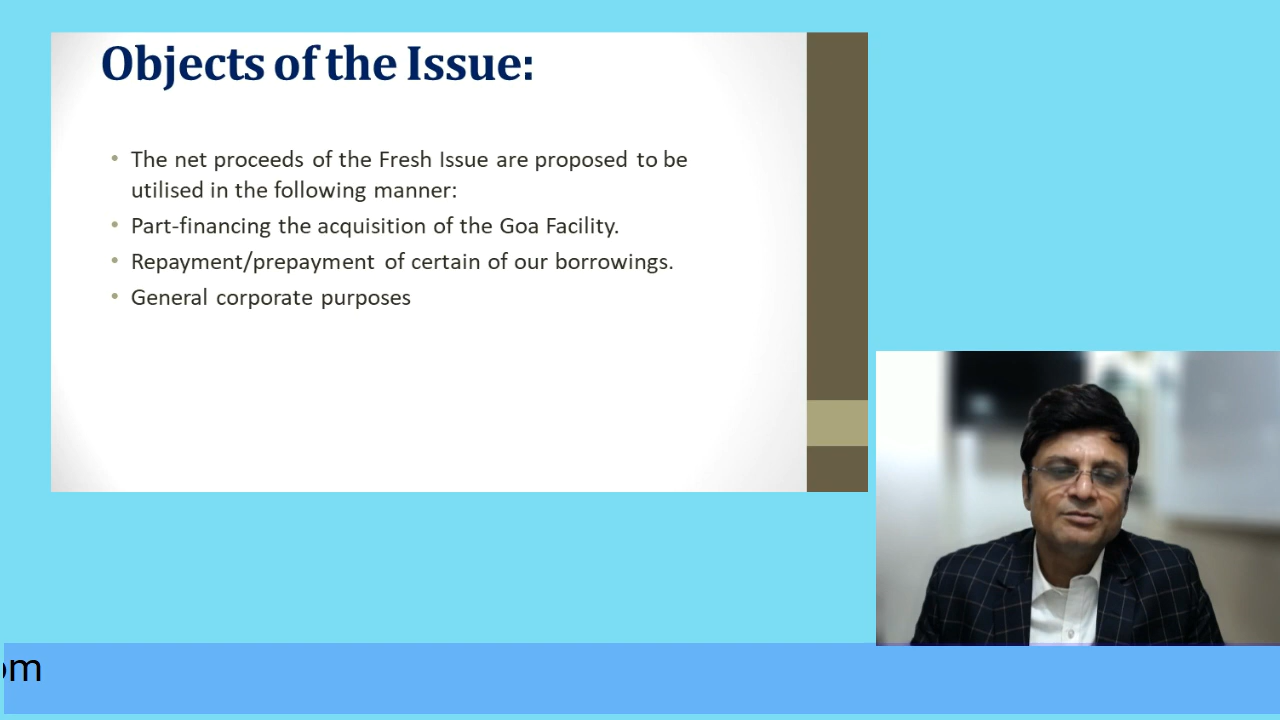 Objects of the Issue:
• The net proceeds of the Fresh Issue are proposed to be
utilised in the following manner:
• Part-financing the acquisition of the Goa Facility.
• Repayment/prepayment of certain of our borrowings.
• General corporate purposes
om